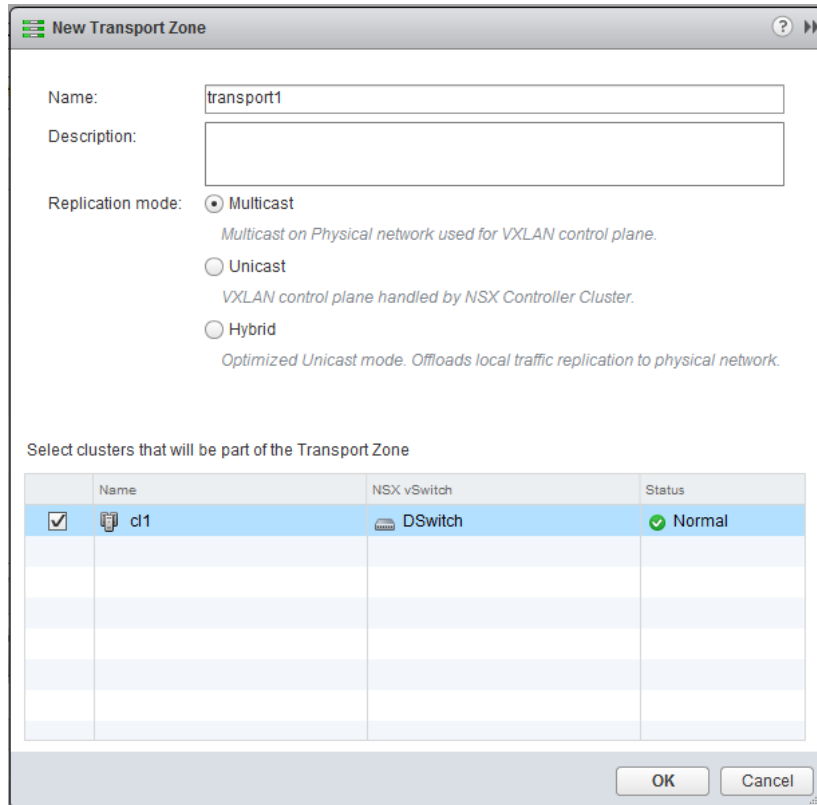 New Transport Zone
?
Name:
transport1
Description:
Replication mode:
Multicast
Multicast on Physical network used for VXLAN control plane.
Unicast
VXLAN control plane handled by NSX Controller Cluster.
Hybrid
Optimized Unicast mode. Offloads local traffic replication to physical network.
Select clusters that will be part of the Transport Zone
Name NSX vSwitch Status
cl1 DSwitch Normal
OK Cancel